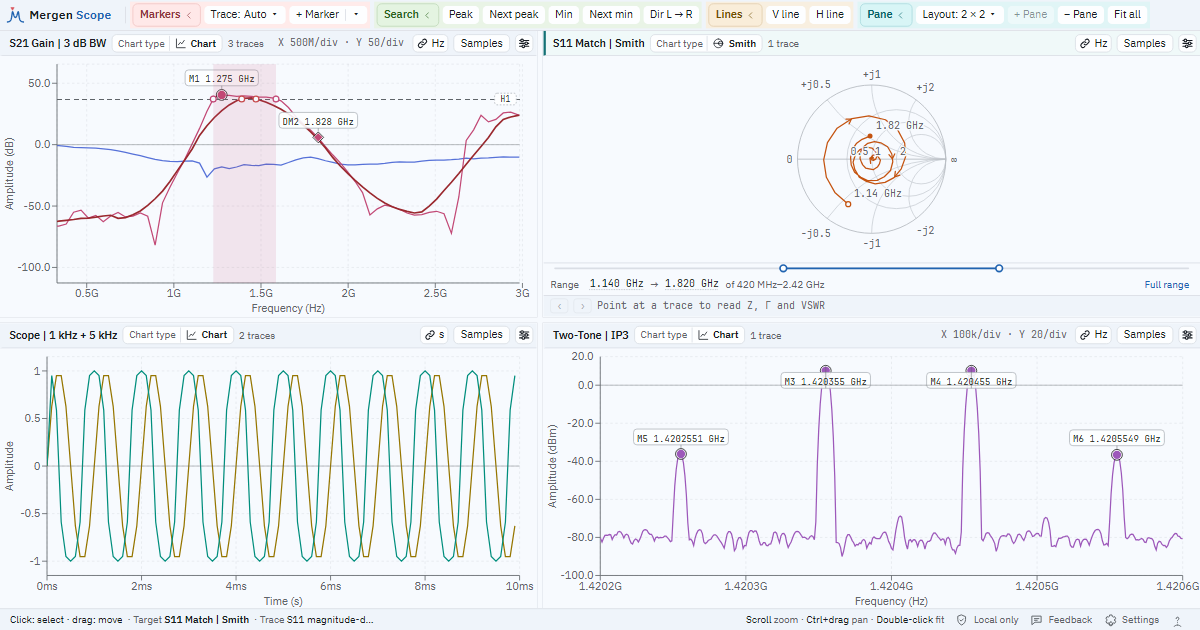 Mergen Scope Markers Trace: Auto + Marker Search Peak Next peak Min Next min Dir L → R Lines V line H line Pane Layout: 2 × 2 + Pane − Pane Fit all
S21 Gain | 3 dB BW Chart type Chart 3 traces X 500M/div · Y 50/div Hz Samples
50.0
0.0
-50.0
-100.0
Amplitude (dB)
M1 1.275 GHz
H1
DM2 1.828 GHz
0.5G 1G 1.5G 2G 2.5G 3G
Frequency (Hz)
S11 Match | Smith Chart type Smith 1 trace Hz Samples
+j1
+j0.5 +j2
1.82 GHz
0 0.5 1 2 ∞
1.14 GHz
-j0.5 -j2
-j1
Range 1.140 GHz → 1.820 GHz of 420 MHz–2.42 GHz Full range
‹ › Point at a trace to read Z, Γ and VSWR
Scope | 1 kHz + 5 kHz Chart type Chart 2 traces s Samples
1
0.5
0
-0.5
-1
Amplitude
0ms 2ms 4ms 6ms 8ms 10ms
Time (s)
Two-Tone | IP3 Chart type Chart 1 trace X 100k/div · Y 20/div Hz Samples
20.0
0.0
-20.0
-40.0
-60.0
-80.0
-100.0
Amplitude (dBm)
M3 1.420355 GHz M4 1.420455 GHz
M5 1.4202551 GHz M6 1.4205549 GHz
1.4202G 1.4203G 1.4204G 1.4205G 1.4206G
Frequency (Hz)
Click: select · drag: move · Target S11 Match | Smith · Trace S11 magnitude-d... Scroll zoom · Ctrl+drag pan · Double-click fit Local only Feedback Settings